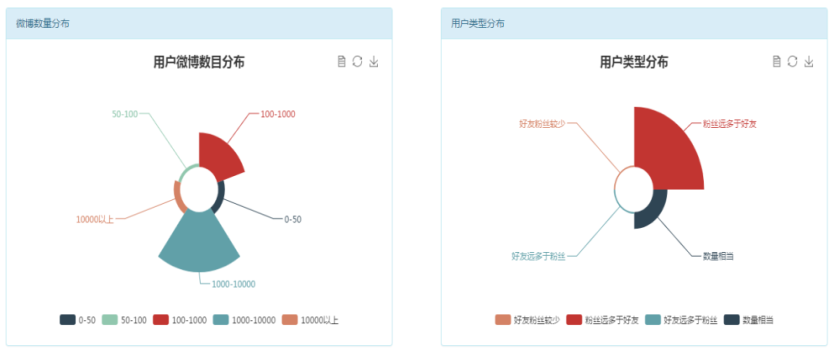 微博数量分布
用户微博数目分布
50-100
100-1000
10000以上
0-50
1000-10000
0-50 50-100 100-1000 1000-10000 10000以上
用户类型分布
用户类型分布
好友粉丝较少
粉丝远多于好友
好友远多于粉丝
数量相当
好友粉丝较少 粉丝远多于好友 好友远多于粉丝 数量相当